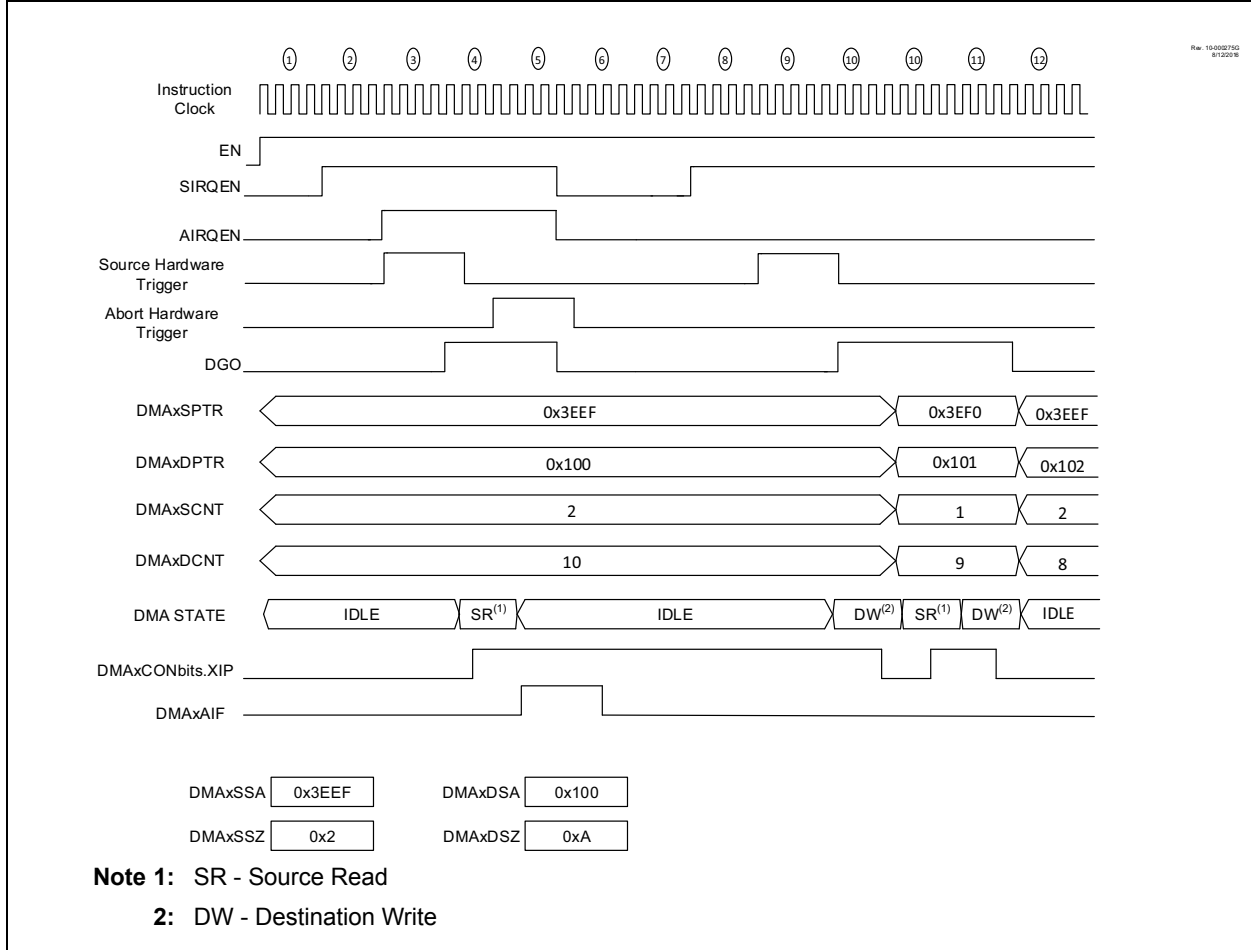 1 2 3 4 5 6 7 8 9 10 10 11 12
Rev. 10-000275G
8/12/2016
Instruction
Clock
EN
SIRQEN
AIRQEN
Source Hardware
Trigger
Abort Hardware
Trigger
DGO
DMAxSPTR 0x3EEF 0x3EF0 0x3EEF
DMAxDPTR 0x100 0x101 0x102
DMAxSCNT 2 1 2
DMAxDCNT 10 9 8
DMA STATE IDLE SR(1) IDLE DW(2) SR(1) DW(2) IDLE
DMAxCONbits.XIP
DMAxAIF
DMAxSSA 0x3EEF DMAxDSA 0x100
DMAxSSZ 0x2 DMAxDSZ 0xA
Note 1: SR - Source Read
2: DW - Destination Write